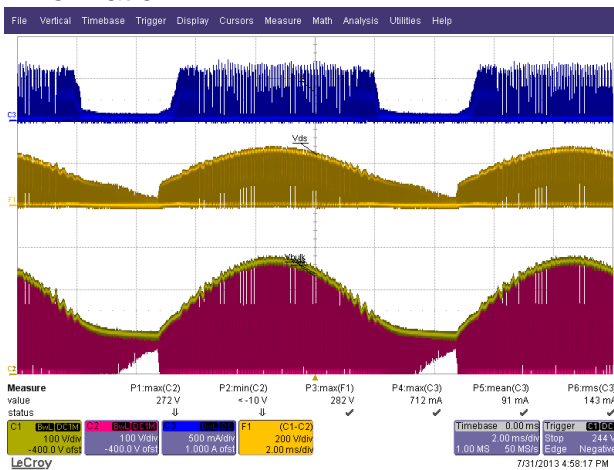 File Vertical Timebase Trigger Display Cursors Measure Math Analysis Utilities Help
C3
Vds
F1
C2
Measure P1:max(C2) P2:min(C2) P3:max(F1) P4:max(C3) P5:mean(C3) P6:rms(C3)
value 272 V < -10 V 282 V 712 mA 91 mA 143 mA
status
C1 BwL DC1M C2 BwL DC1M F1 (C1-C2) Timebase 0.00 ms Trigger C1 DC
100 V/div 100 V/div 500 mA/div 200 V/div 2.00 ms/div Stop 244 V
-400.0 V ofst -400.0 V ofst 1.000 A ofst 2.00 ms/div 1.00 MS 50 MS/s Edge Negative
LeCroy 7/31/2013 4:58:17 PM